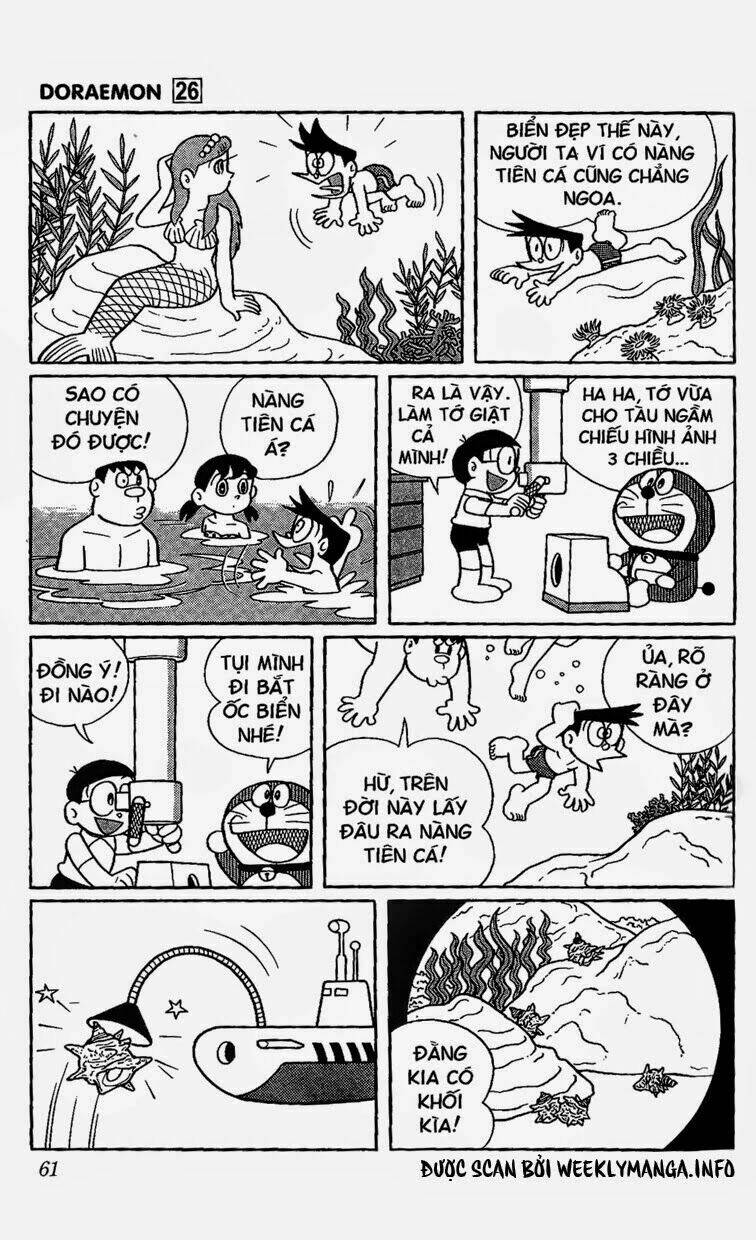 DORAEMON 26
BIỂN ĐẸP THẾ NÀY,
NGƯỜI TA VÍ CÓ NÀNG
TIÊN CÁ CŨNG CHẲNG
NGOA.
HA HA, TỚ VỪA
CHO TÀU NGẦM
CHIẾU HÌNH ẢNH
3 CHIỀU...
RA LÀ VẬY.
LÀM TỚ GIẬT
CẢ
MÌNH!
NÀNG
TIÊN CÁ
Á?
SAO CÓ
CHUYỆN
ĐÓ ĐƯỢC!
ỦA, RÕ
RÀNG Ở
ĐÂY
MÀ?
HỪ, TRÊN
ĐỜI NÀY LẤY
ĐÂU RA NÀNG
TIÊN CÁ!
TỤI MÌNH
ĐI BẮT
ỐC BIỂN
NHÉ!
ĐỒNG Ý!
ĐI NÀO!
ĐẰNG
KIA CÓ
KHỐI
KÌA!
61
ĐƯỢC SCAN BỞI WEEKLYMANGA.INFO